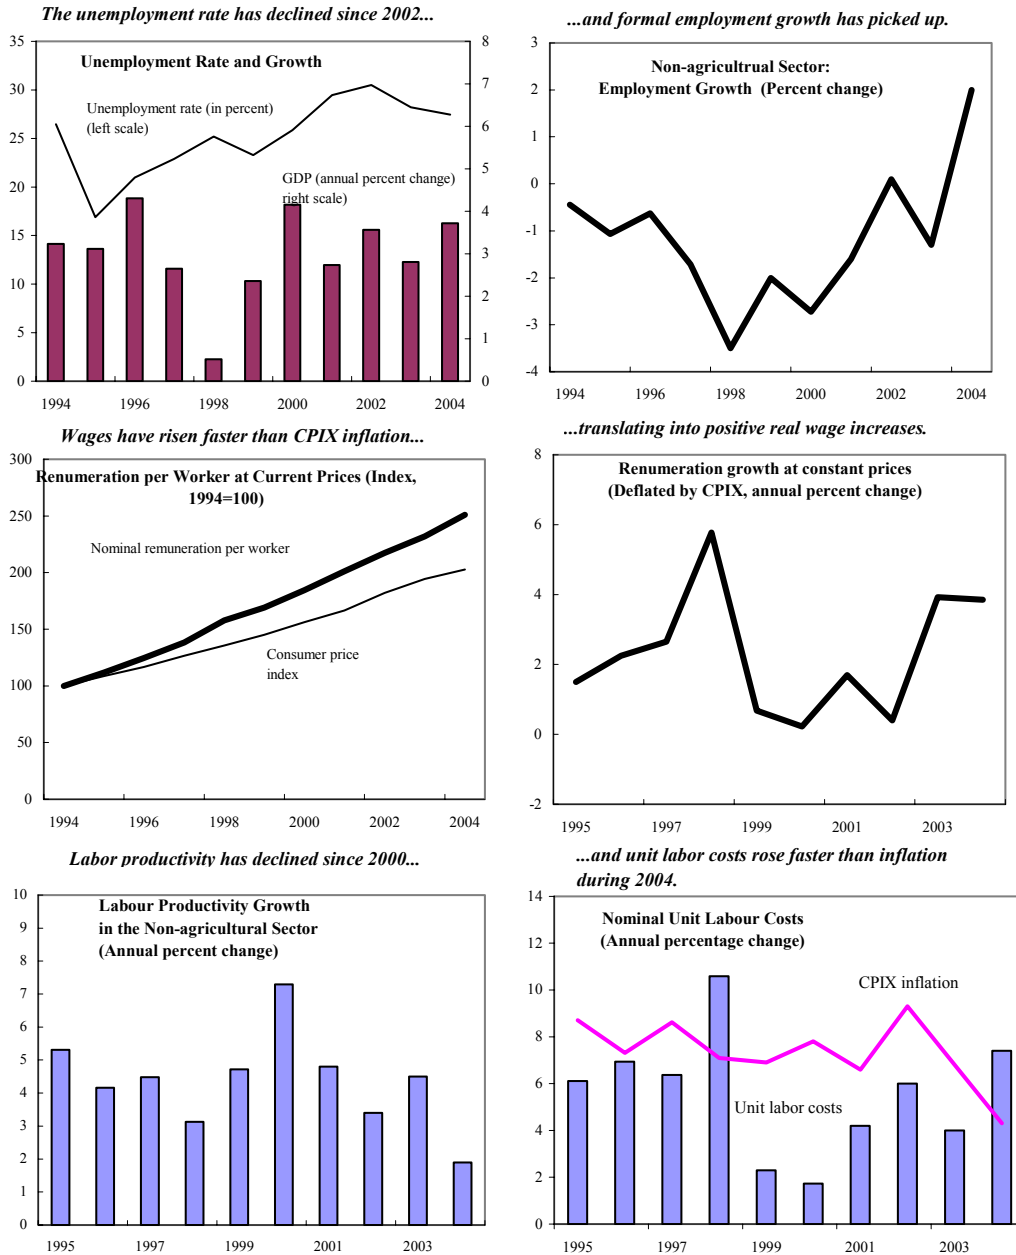 The unemployment rate has declined since 2002...
35
30
25
20
15
10
5
0
8
7
6
5
4
3
2
1
0
Unemployment Rate and Growth
Unemployment rate (in percent)
(left scale)
GDP (annual percent change)
right scale)
1994 1996 1998 2000 2002 2004
...and formal employment growth has picked up.
3
2
1
0
-1
-2
-3
-4
Non-agricultrual Sector:
Employment Growth (Percent change)
1994 1996 1998 2000 2002 2004
Wages have risen faster than CPIX inflation...
300
250
200
150
100
50
0
Renumeration per Worker at Current Prices (Index,
1994=100)
Nominal remuneration per worker
Consumer price
index
1994 1996 1998 2000 2002 2004
...translating into positive real wage increases.
8
6
4
2
0
-2
Renumeration growth at constant prices
(Deflated by CPIX, annual percent change)
1995 1997 1999 2001 2003
Labor productivity has declined since 2000...
10
9
8
7
6
5
4
3
2
1
0
Labour Productivity Growth
in the Non-agricultural Sector
(Annual percent change)
1995 1997 1999 2001 2003
...and unit labor costs rose faster than inflation
during 2004.
14
12
10
8
6
4
2
0
Nominal Unit Labour Costs
(Annual percentage change)
CPIX inflation
Unit labor costs
1995 1997 1999 2001 2003